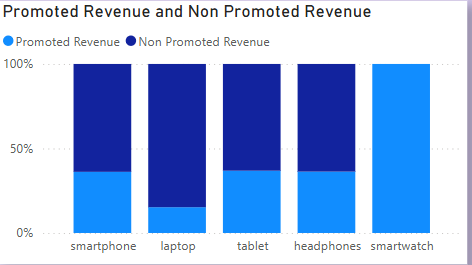 Promoted Revenue and Non Promoted Revenue
Promoted Revenue Non Promoted Revenue
100%
50%
0%
smartphone laptop tablet headphones smartwatch